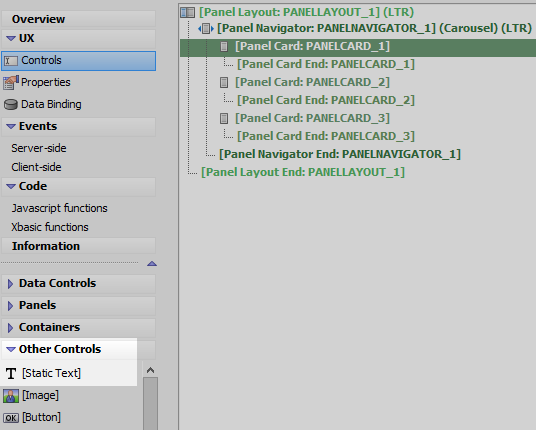 Overview
UX
Controls
Properties
Data Binding
Events
Server-side
Client-side
Code
Javascript functions
Xbasic functions
Information
Data Controls
Panels
Containers
Other Controls
T [Static Text]
[Image]
OK [Button]
[Panel Layout: PANELLAYOUT_1] (LTR)
[Panel Navigator: PANELNAVIGATOR_1] (Carousel) (LTR)
[Panel Card: PANELCARD_1]
[Panel Card End: PANELCARD_1]
[Panel Card: PANELCARD_2]
[Panel Card End: PANELCARD_2]
[Panel Card: PANELCARD_3]
[Panel Card End: PANELCARD_3]
[Panel Navigator End: PANELNAVIGATOR_1]
[Panel Layout End: PANELLAYOUT_1]